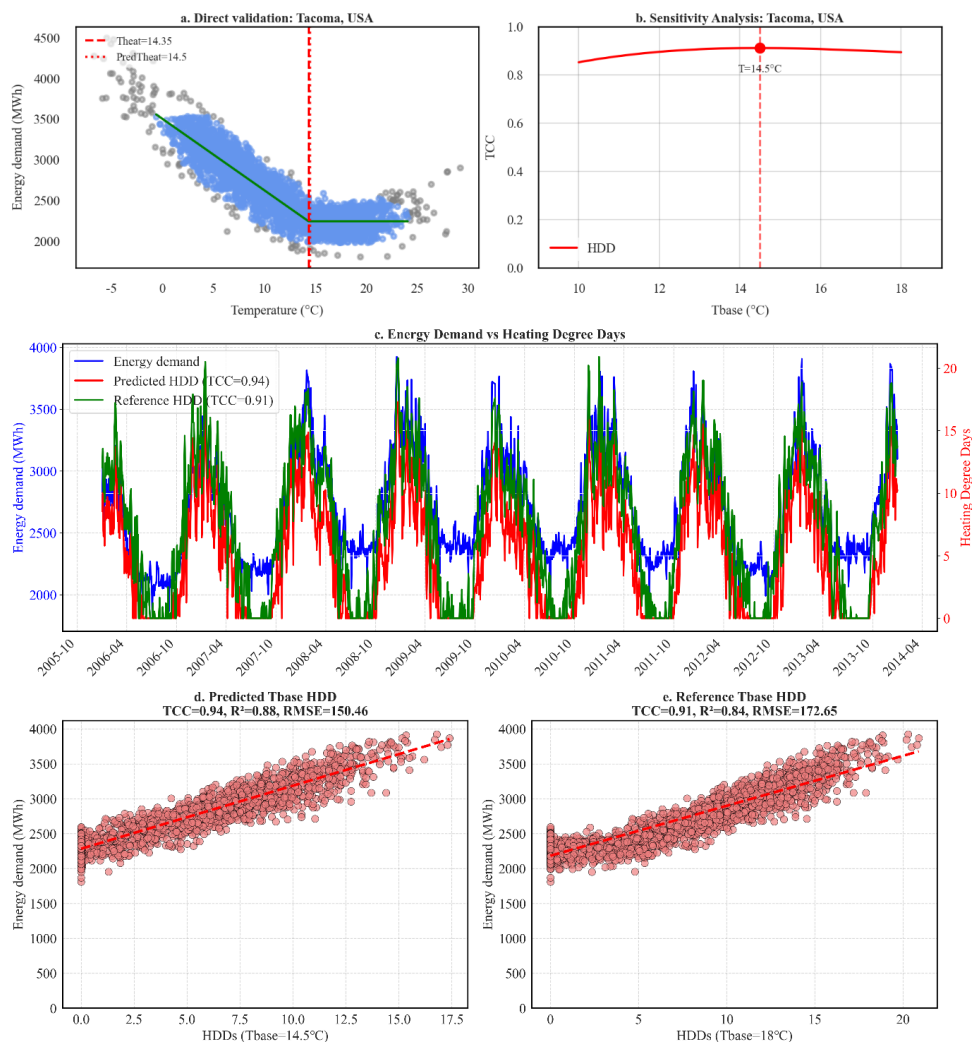 a. Direct validation: Tacoma, USA
Theat=14.35
PredTheat=14.5
Energy demand (MWh)
4500
4000
3500
3000
2500
2000
-5 0 5 10 15 20 25 30
Temperature (°C)
b. Sensitivity Analysis: Tacoma, USA
TCC
1.0
0.8
0.6
0.4
0.2
0.0
T=14.5°C
HDD
10 12 14 16 18
Tbase (°C)
c. Energy Demand vs Heating Degree Days
Energy demand
Predicted HDD (TCC=0.94)
Reference HDD (TCC=0.91)
Energy demand (MWh)
4000
3500
3000
2500
2000
Heating Degree Days
20
15
10
5
0
2005-10 2006-04 2006-10 2007-04 2007-10 2008-04 2008-10 2009-04 2009-10 2010-04 2010-10 2011-04 2011-10 2012-04 2012-10 2013-04 2013-10 2014-04
d. Predicted Tbase HDD
TCC=0.94, R²=0.88, RMSE=150.46
Energy demand (MWh)
4000
3500
3000
2500
2000
1500
1000
500
0
0.0 2.5 5.0 7.5 10.0 12.5 15.0 17.5
HDDs (Tbase=14.5°C)
e. Reference Tbase HDD
TCC=0.91, R²=0.84, RMSE=172.65
Energy demand (MWh)
4000
3500
3000
2500
2000
1500
1000
500
0
0 5 10 15 20
HDDs (Tbase=18°C)